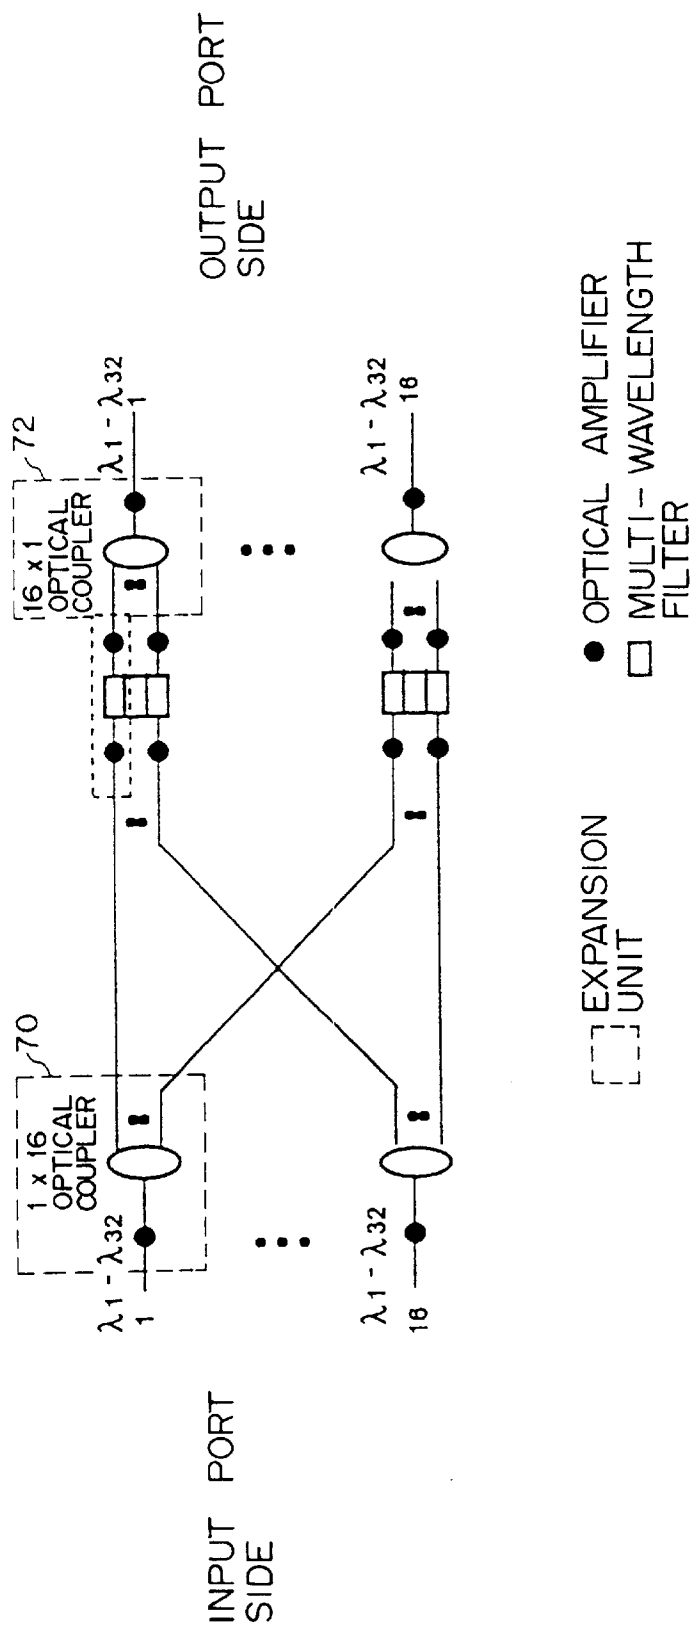 INPUT PORT
SIDE
OUTPUT PORT
SIDE
70
1 x 16
OPTICAL
COUPLER
λ1 - λ32
1
72
16 x 1
OPTICAL
COUPLER
λ1 - λ32
1
λ1 - λ32
16
λ1 - λ32
16
EXPANSION
UNIT
OPTICAL AMPLIFIER
MULTI-WAVELENGTH
FILTER